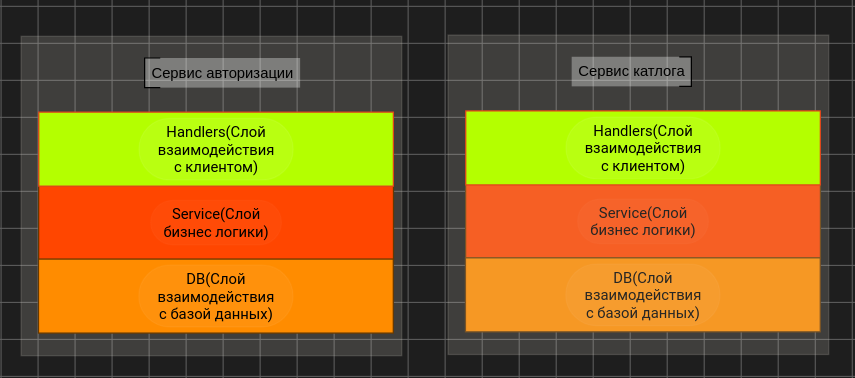 Сервис авторизации
Handlers(Слой
взаимодействия
с клиентом)
Service(Слой
бизнес логики)
DB(Слой
взаимодействия
с базой данных)
Сервис катлога
Handlers(Слой
взаимодействия
с клиентом)
Service(Слой
бизнес логики)
DB(Слой
взаимодействия
с базой данных)